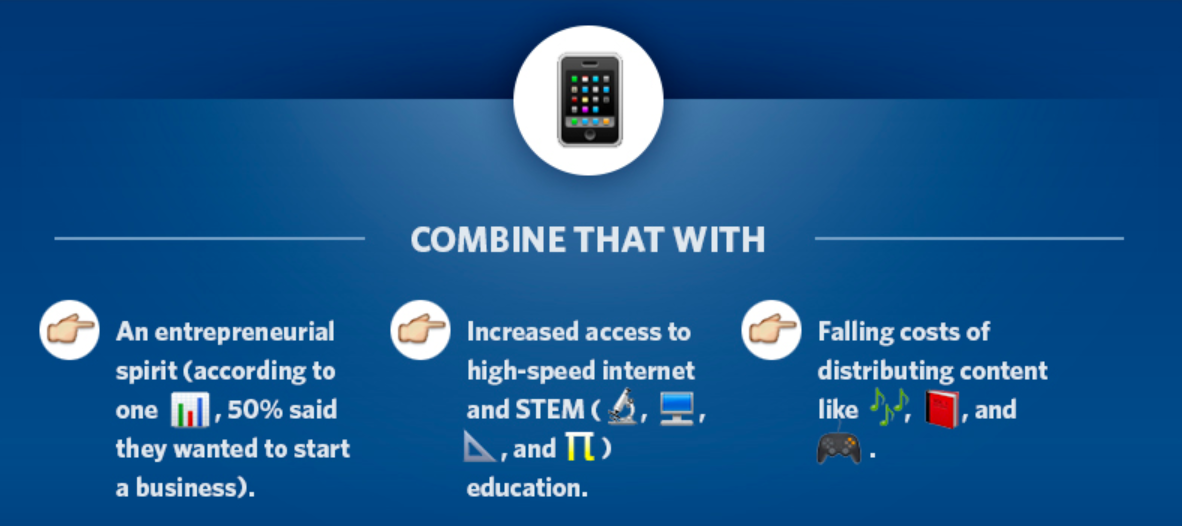 COMBINE THAT WITH
An entrepreneurial
spirit (according to
one 📊, 50% said
they wanted to start
a business).
Increased access to
high-speed internet
and STEM (🔬, 🖥,
📐, and π)
education.
Falling costs of
distributing content
like 🎶, 📕, and
🎮.